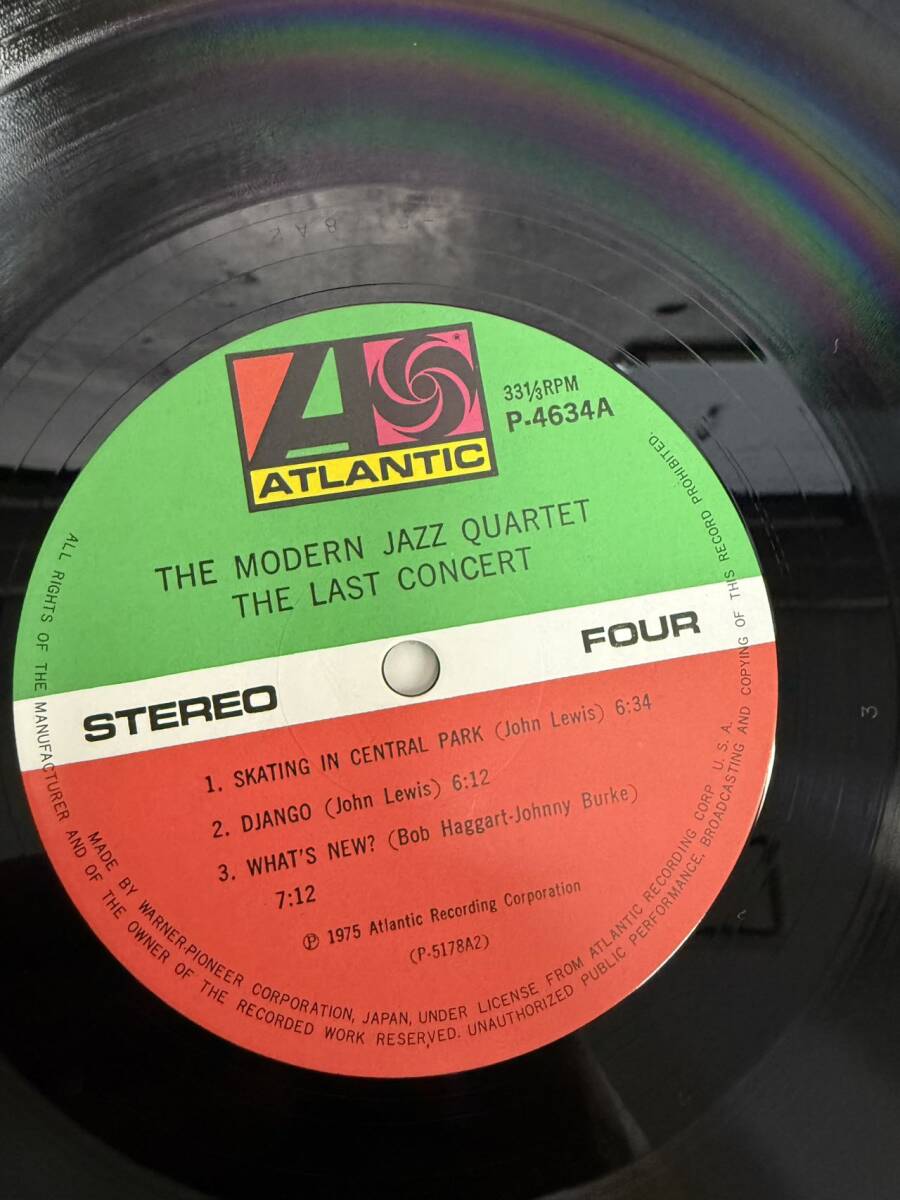 ATLANTIC
®
33⅓RPM
P-4634A
THE MODERN JAZZ QUARTET
THE LAST CONCERT
STEREO
FOUR
1. SKATING IN CENTRAL PARK (John Lewis) 6:34
2. DJANGO (John Lewis) 6:12
3. WHAT'S NEW? (Bob Haggart-Johnny Burke)
7:12
Ⓟ 1975 Atlantic Recording Corporation
(P-5178A2)
MADE BY WARNER-PIONEER CORPORATION, JAPAN, UNDER LICENSE FROM ATLANTIC RECORDING CORP. U. S. A.
ALL RIGHTS OF THE MANUFACTURER AND OF THE OWNER OF THE RECORDED WORK RESERVED. UNAUTHORIZED PUBLIC PERFORMANCE, BROADCASTING AND COPYING OF THIS RECORD PROHIBITED.
3